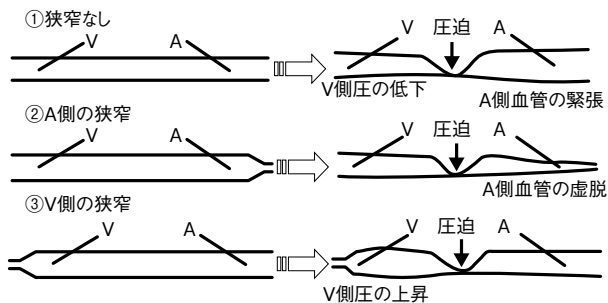 ①狭窄なし
V A
V 圧迫 A
V側圧の低下
A側血管の緊張
②A側の狭窄
V A
V 圧迫 A
A側血管の虚脱
③V側の狭窄
V A
V 圧迫 A
V側圧の上昇